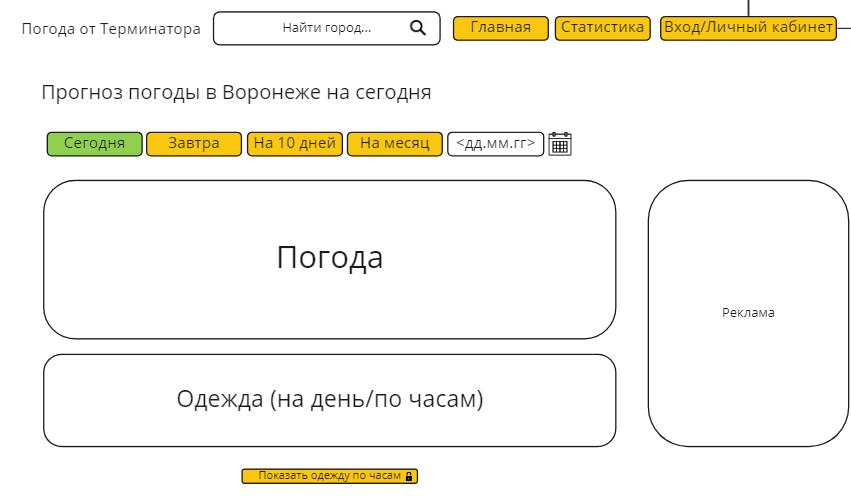 Погода от Терминатора
Найти город...
Главная
Статистика
Вход/Личный кабинет
Прогноз погоды в Воронеже на сегодня
Сегодня
Завтра
На 10 дней
На месяц
<дд.мм.гг>
Погода
Реклама
Одежда (на день/по часам)
Показать одежду по часам